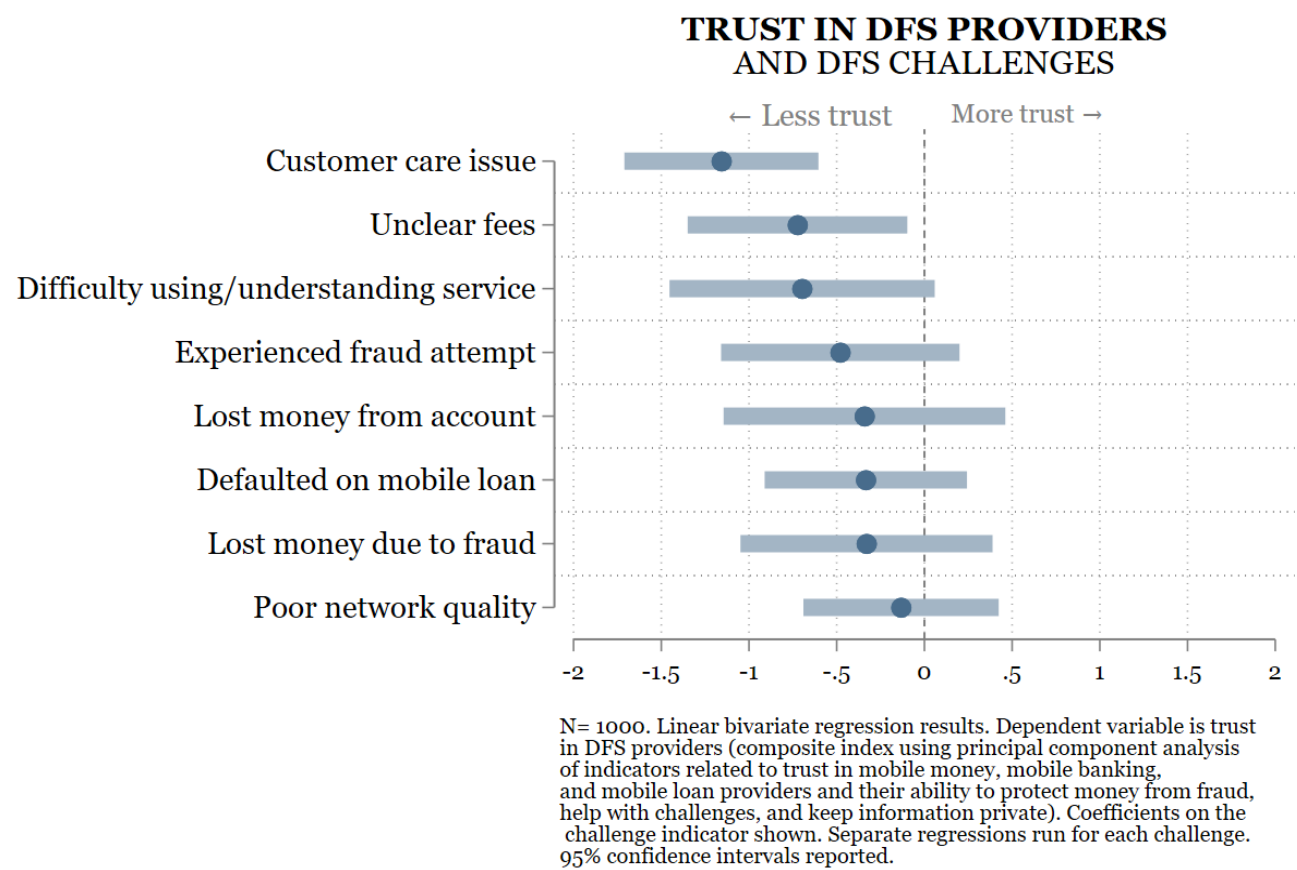 TRUST IN DFS PROVIDERS
AND DFS CHALLENGES
← Less trust
More trust →
Customer care issue
Unclear fees
Difficulty using/understanding service
Experienced fraud attempt
Lost money from account
Defaulted on mobile loan
Lost money due to fraud
Poor network quality
-2 -1.5 -1 -.5 0 .5 1 1.5 2
N= 1000. Linear bivariate regression results. Dependent variable is trust
in DFS providers (composite index using principal component analysis
of indicators related to trust in mobile money, mobile banking,
and mobile loan providers and their ability to protect money from fraud,
help with challenges, and keep information private). Coefficients on the
challenge indicator shown. Separate regressions run for each challenge.
95% confidence intervals reported.